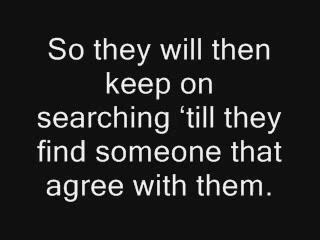 So they will then
keep on
searching ‘till they
find someone that
agree with them.